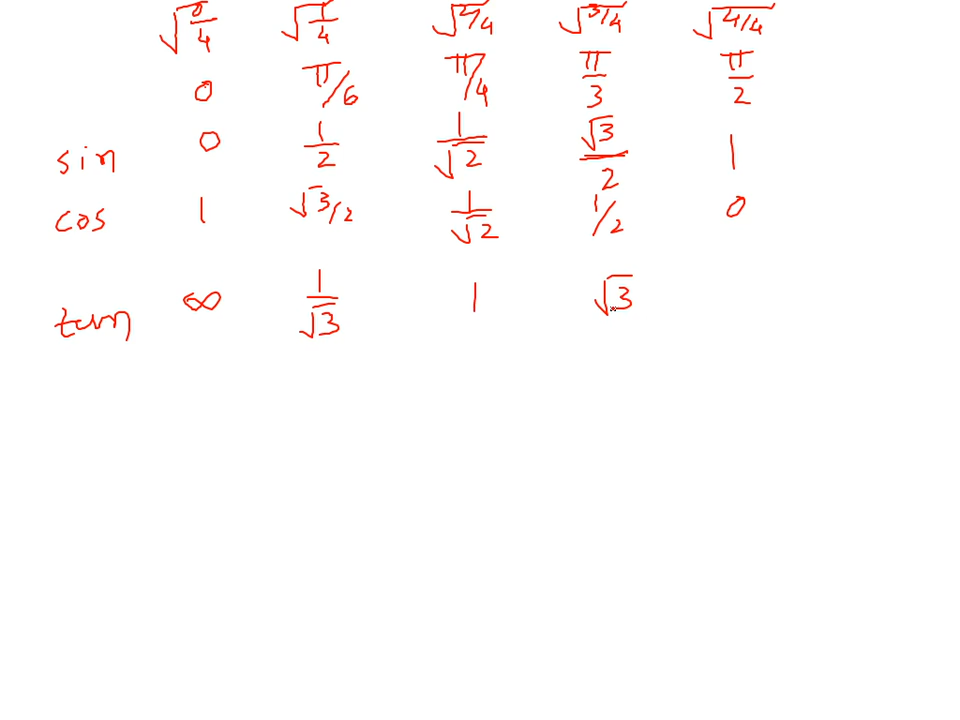 √0/4 √1/4 √2/4 √3/4 √4/4
0 π/6 π/4 π/3 π/2
sin 0 1/2 1/√2 √3/2 1
cos 1 √3/2 1/√2 1/2 0
tan ∞ 1/√3 1 √3